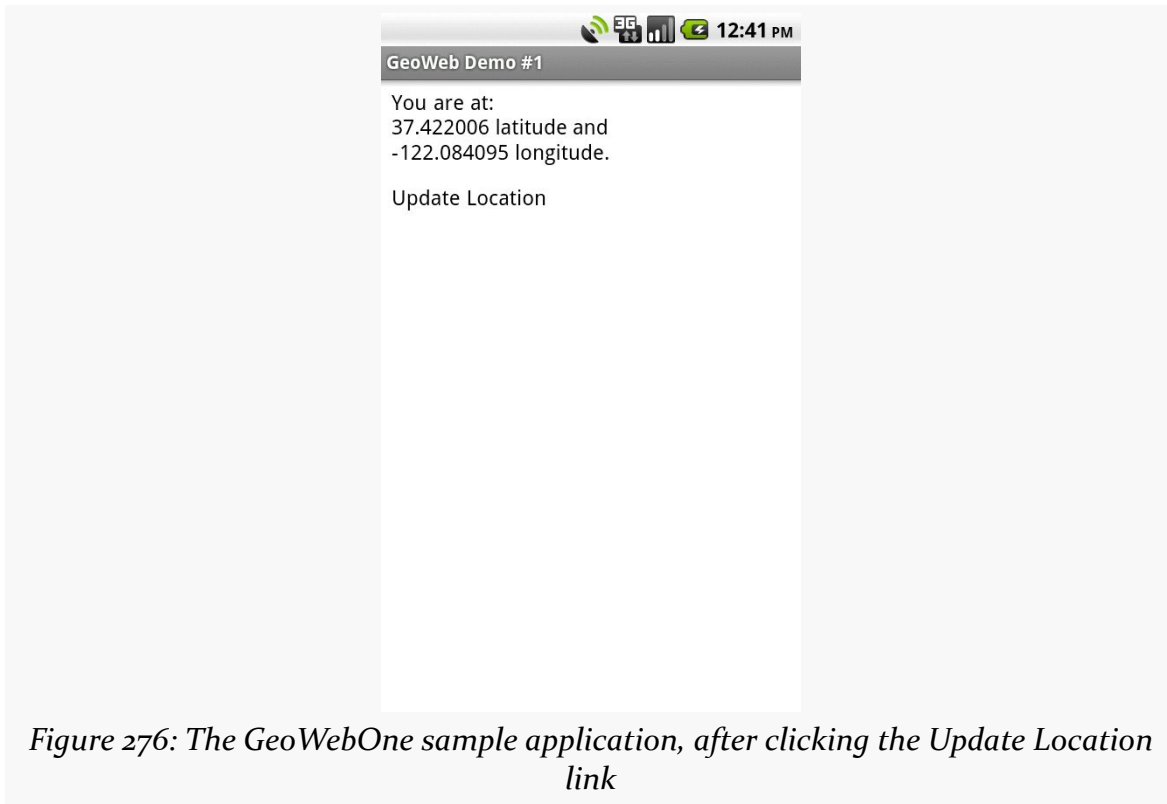 3G 12:41 PM
GeoWeb Demo #1
You are at:
37.422006 latitude and
-122.084095 longitude.
Update Location
Figure 276: The GeoWebOne sample application, after clicking the Update Location
link